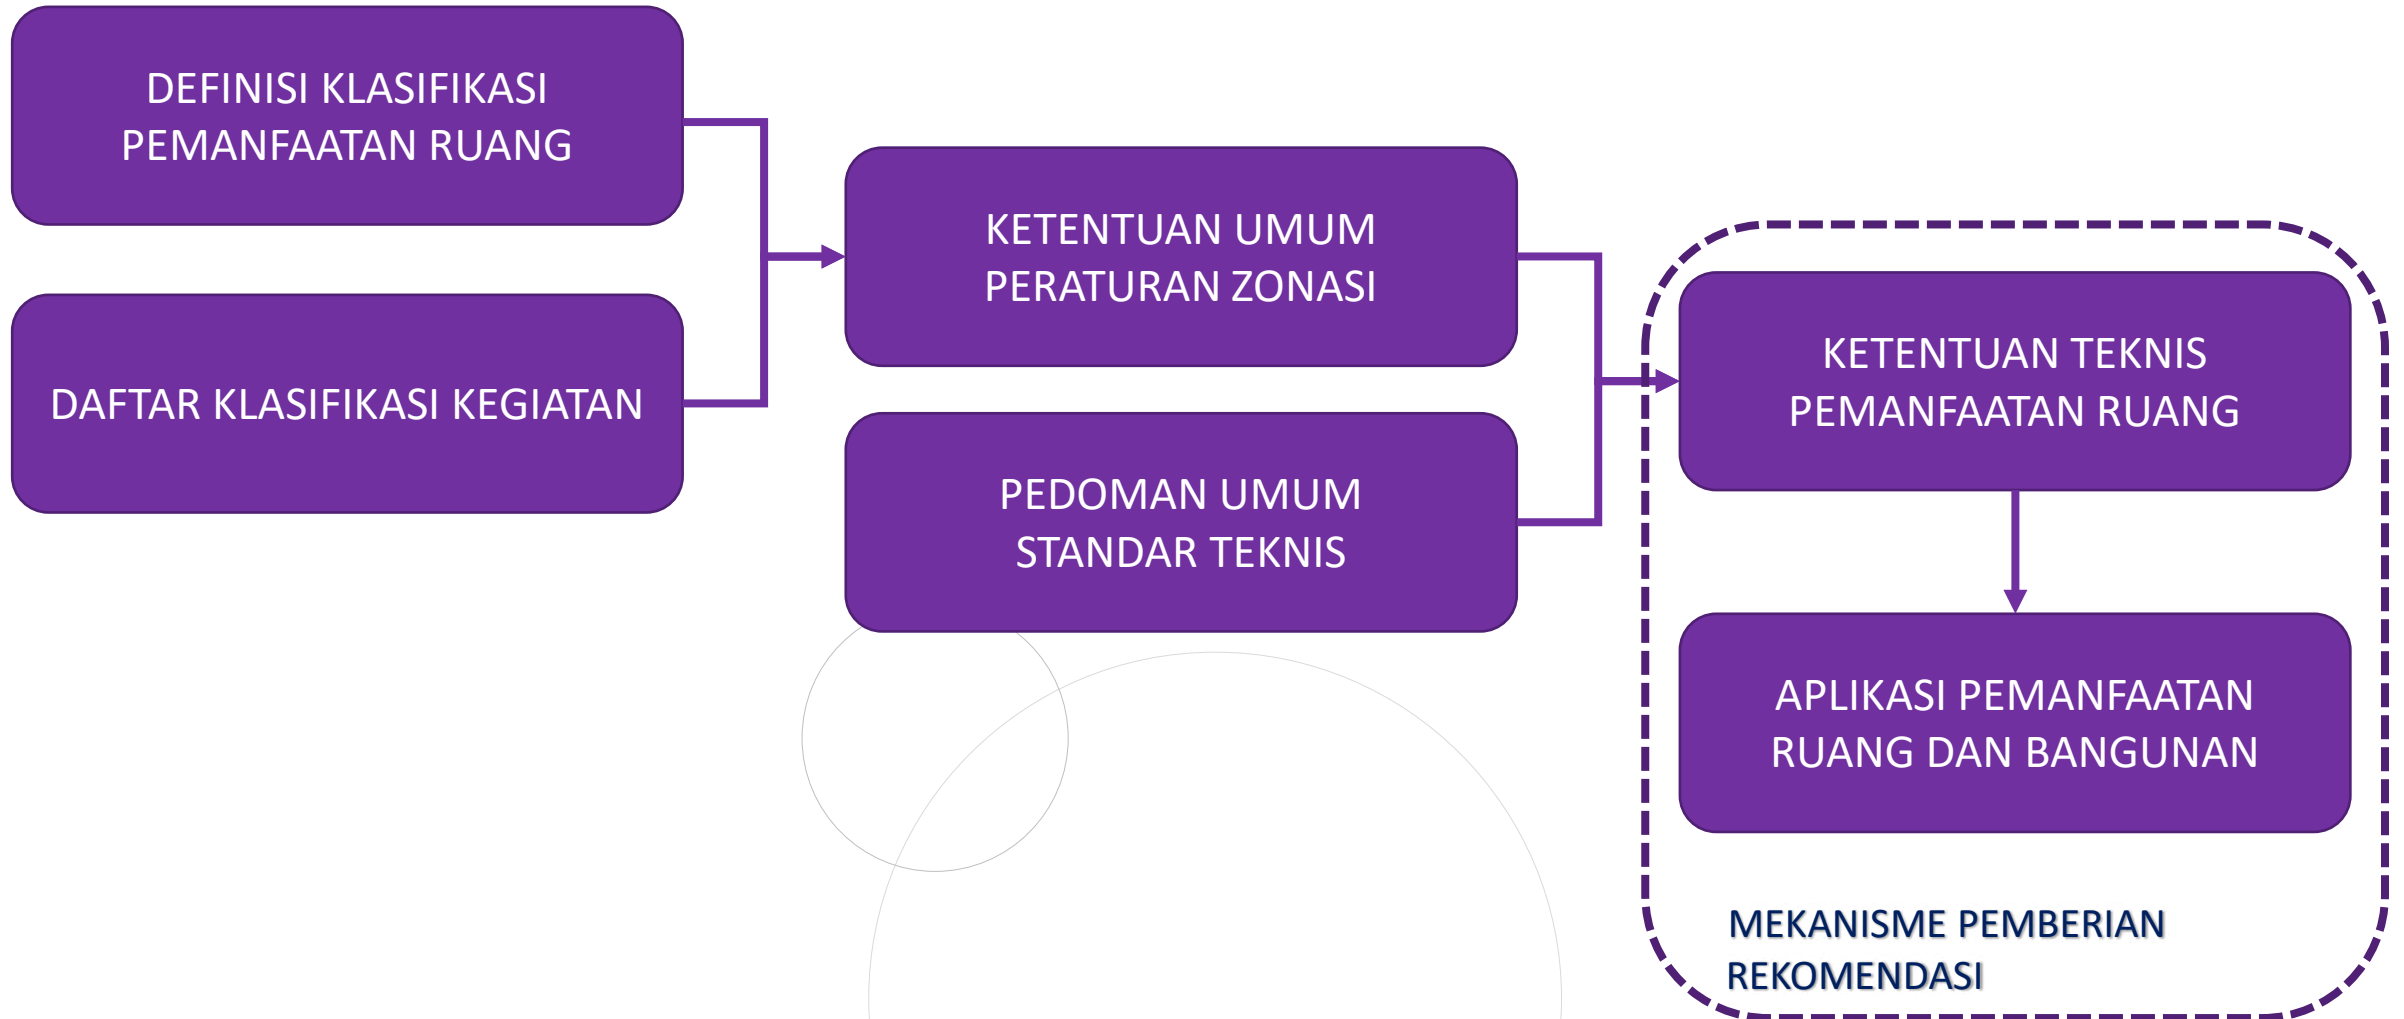 DEFINISI KLASIFIKASI
PEMANFAATAN RUANG
DAFTAR KLASIFIKASI KEGIATAN
KETENTUAN UMUM
PERATURAN ZONASI
PEDOMAN UMUM
STANDAR TEKNIS
KETENTUAN TEKNIS
PEMANFAATAN RUANG
APLIKASI PEMANFAATAN
RUANG DAN BANGUNAN
MEKANISME PEMBERIAN
REKOMENDASI